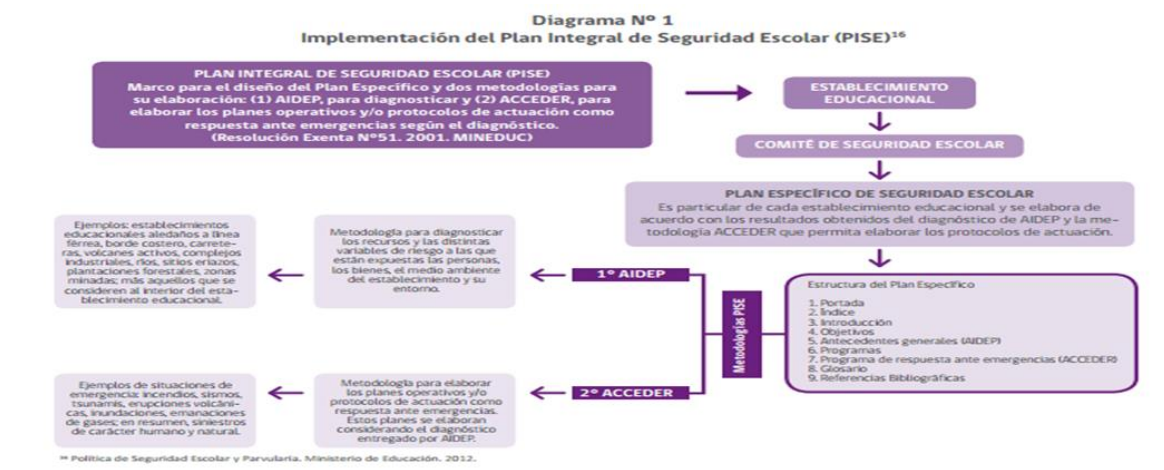 Diagrama Nº 1
Implementación del Plan Integral de Seguridad Escolar (PISE)¹⁶
PLAN INTEGRAL DE SEGURIDAD ESCOLAR (PISE)
Marco para el diseño del Plan Específico y dos metodologías para
su elaboración: (1) AIDEP, para diagnosticar y (2) ACCEDER, para
elaborar los planes operativos y/o protocolos de actuación como
respuesta ante emergencias según el diagnóstico.
(Resolución Exenta Nº51. 2001. MINEDUC)
ESTABLECIMIENTO
EDUCACIONAL
COMITÉ DE SEGURIDAD ESCOLAR
PLAN ESPECÍFICO DE SEGURIDAD ESCOLAR
Es particular de cada establecimiento educacional y se elabora de
acuerdo con los resultados obtenidos del diagnóstico de AIDEP y la me-
todología ACCEDER que permita elaborar los protocolos de actuación.
Estructura del Plan Específico
1. Portada
2. Índice
3. Introducción
4. Objetivos
5. Antecedentes generales (AIDEP)
6. Programas
7. Programa de respuesta ante emergencias (ACCEDER)
8. Glosario
9. Referencias Bibliográficas
Metodologías PISE
1º AIDEP
Metodología para diagnosticar
los recursos y las distintas
variables de riesgo a las que
están expuestas las personas,
los bienes, el medio ambiente
del establecimiento y su
entorno.
Ejemplos: establecimientos
educacionales aledaños a línea
férrea, borde costero, carrete-
ras, volcanes activos, complejos
industriales, ríos, sitios eriazos,
plantaciones forestales, zonas
minadas; más aquellos que se
consideren al interior del esta-
blecimiento educacional.
2º ACCEDER
Metodología para elaborar
los planes operativos y/o
protocolos de actuación como
respuesta ante emergencias.
Estos planes se elaboran
considerando el diagnóstico
entregado por AIDEP.
Ejemplos de situaciones de
emergencia: incendios, sismos,
tsunamis, erupciones volcáni-
cas, inundaciones, emanaciones
de gases; en resumen, siniestros
de carácter humano y natural.
¹⁶ Política de Seguridad Escolar y Parvularia. Ministerio de Educación. 2012.